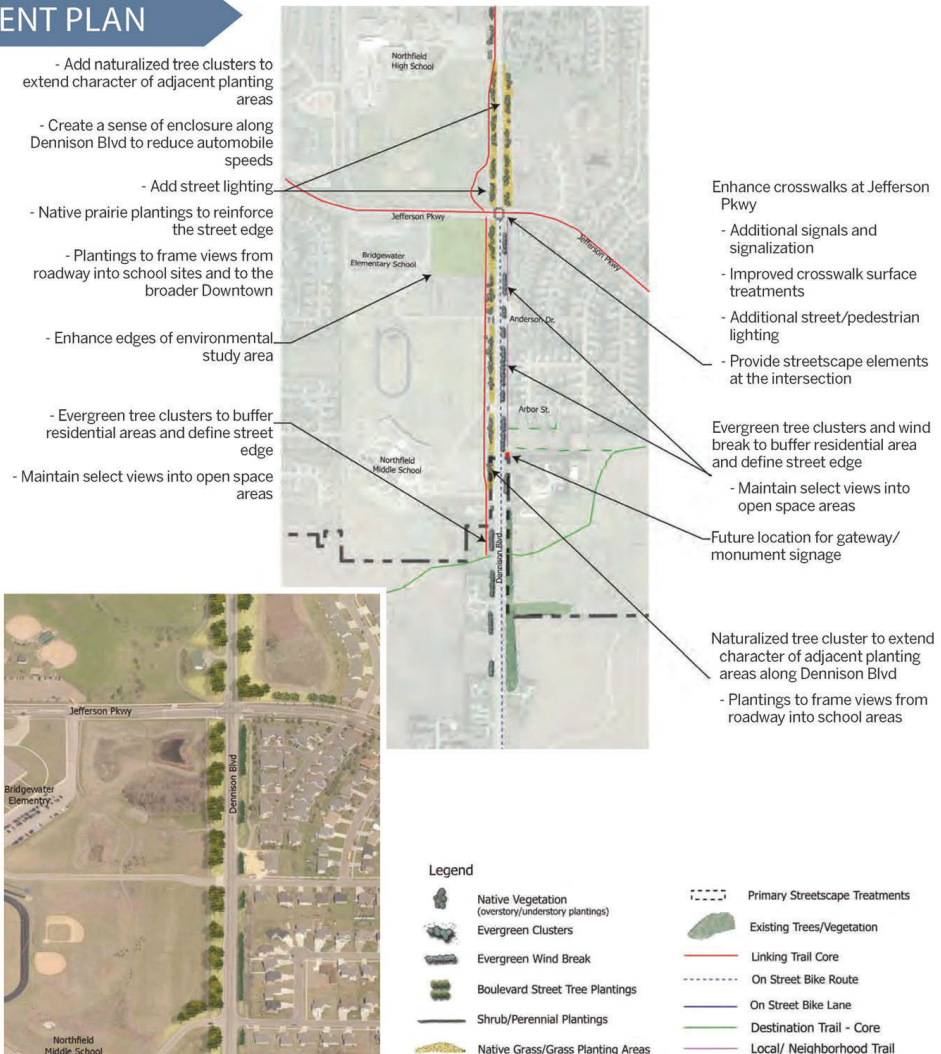 ENT PLAN
- Add naturalized tree clusters to
extend character of adjacent planting
areas
- Create a sense of enclosure along
Dennison Blvd to reduce automobile
speeds
- Add street lighting
- Native prairie plantings to reinforce
the street edge
- Plantings to frame views from
roadway into school sites and to the
broader Downtown
- Enhance edges of environmental
study area
- Evergreen tree clusters to buffer
residential areas and define street
edge
- Maintain select views into open space
areas
Northfield
High School
Jefferson Pkwy
Jefferson Pkwy
Bridgewater
Elementary School
Anderson Dr.
Arbor St.
Northfield
Middle School
Dennison Blvd.
Enhance crosswalks at Jefferson
Pkwy
- Additional signals and
signalization
- Improved crosswalk surface
treatments
- Additional street/pedestrian
lighting
- Provide streetscape elements
at the intersection
Evergreen tree clusters and wind
break to buffer residential area
and define street edge
- Maintain select views into
open space areas
Future location for gateway/
monument signage
Naturalized tree cluster to extend
character of adjacent planting
areas along Dennison Blvd
- Plantings to frame views from
roadway into school areas
Jefferson Pkwy
Dennison Blvd
Bridgewater
Elementry
Northfield
Middle School
Legend
Native Vegetation
(overstory/understory plantings)
Evergreen Clusters
Evergreen Wind Break
Boulevard Street Tree Plantings
Shrub/Perennial Plantings
Native Grass/Grass Planting Areas
Primary Streetscape Treatments
Existing Trees/Vegetation
Linking Trail Core
On Street Bike Route
On Street Bike Lane
Destination Trail - Core
Local/ Neighborhood Trail